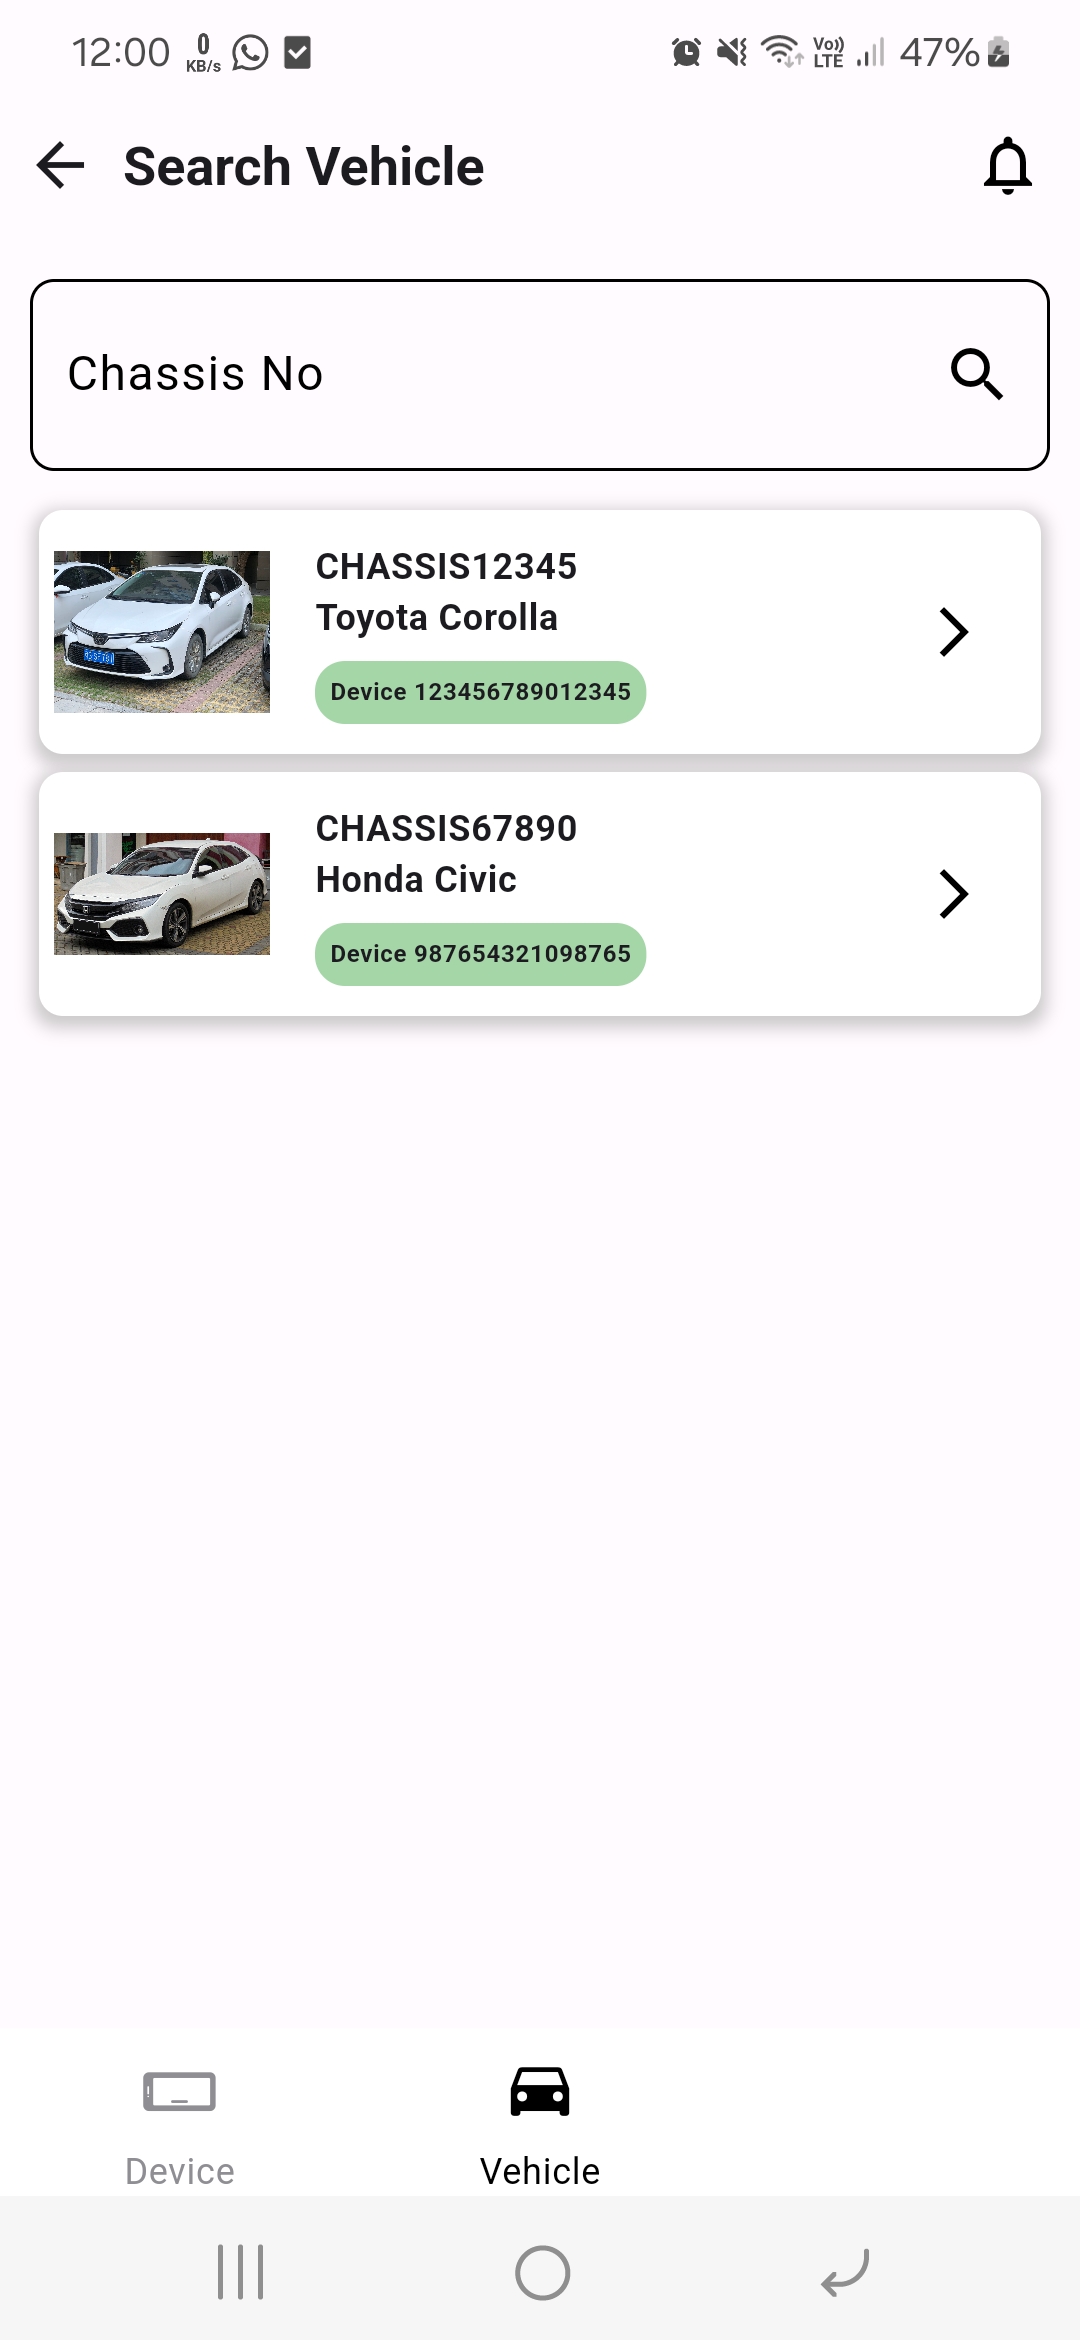 12:00 0 KB/s Vo)) LTE 47%
Search Vehicle
Chassis No
CHASSIS12345
Toyota Corolla
Device 123456789012345
CHASSIS67890
Honda Civic
Device 987654321098765
Device Vehicle